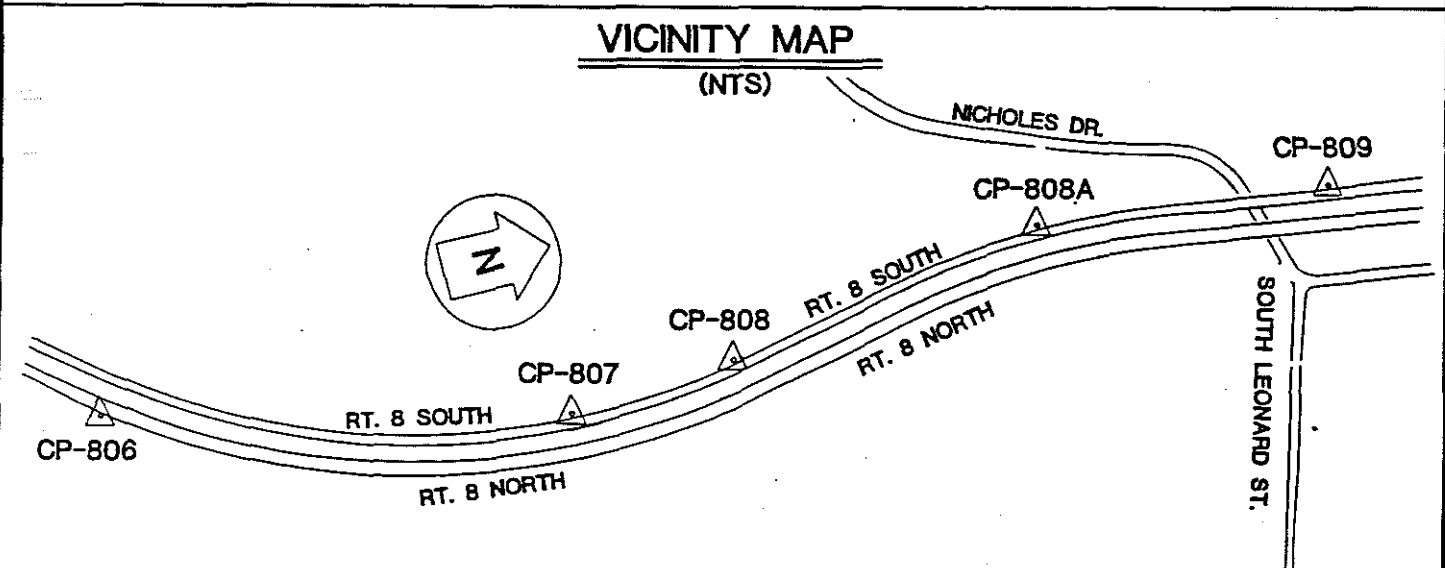 VICINITY MAP
(NTS)
NICHOLES DR.
CP-809
CP-808A
N
RT. 8 SOUTH
CP-808
RT. 8 NORTH
SOUTH LEONARD ST.
CP-807
RT. 8 SOUTH
CP-806
RT. 8 NORTH